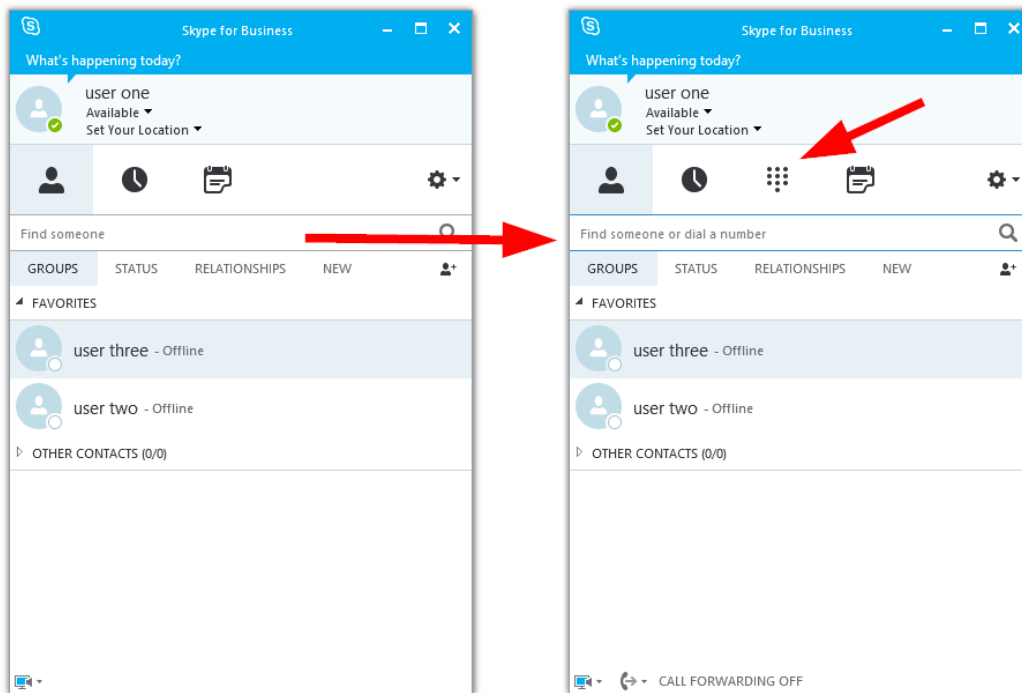 Skype for Business
What's happening today?
user one
Available
Set Your Location
Find someone
GROUPS STATUS RELATIONSHIPS NEW
FAVORITES
user three - Offline
user two - Offline
OTHER CONTACTS (0/0)
Skype for Business
What's happening today?
user one
Available
Set Your Location
Find someone or dial a number
GROUPS STATUS RELATIONSHIPS NEW
FAVORITES
user three - Offline
user two - Offline
OTHER CONTACTS (0/0)
CALL FORWARDING OFF